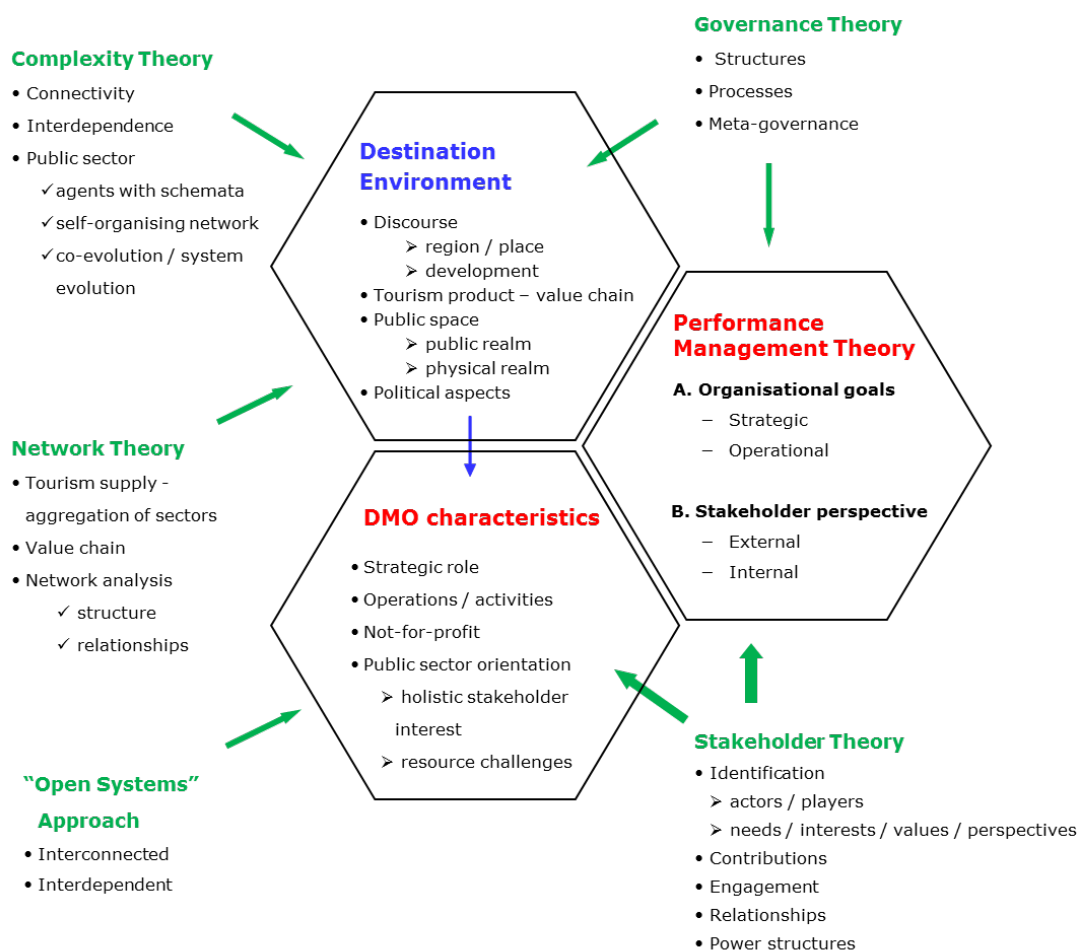 Complexity Theory
• Connectivity
• Interdependence
• Public sector
✓agents with schemata
✓self-organising network
✓co-evolution / system
evolution
Governance Theory
• Structures
• Processes
• Meta-governance
Destination
Environment
• Discourse
➢ region / place
➢ development
• Tourism product – value chain
• Public space
➢ public realm
➢ physical realm
• Political aspects
Performance
Management Theory
A. Organisational goals
– Strategic
– Operational
B. Stakeholder perspective
– External
– Internal
Network Theory
• Tourism supply -
aggregation of sectors
• Value chain
• Network analysis
✓ structure
✓ relationships
DMO characteristics
• Strategic role
• Operations / activities
• Not-for-profit
• Public sector orientation
➢ holistic stakeholder
interest
➢ resource challenges
“Open Systems”
Approach
• Interconnected
• Interdependent
Stakeholder Theory
• Identification
➢ actors / players
➢ needs / interests / values / perspectives
• Contributions
• Engagement
• Relationships
• Power structures